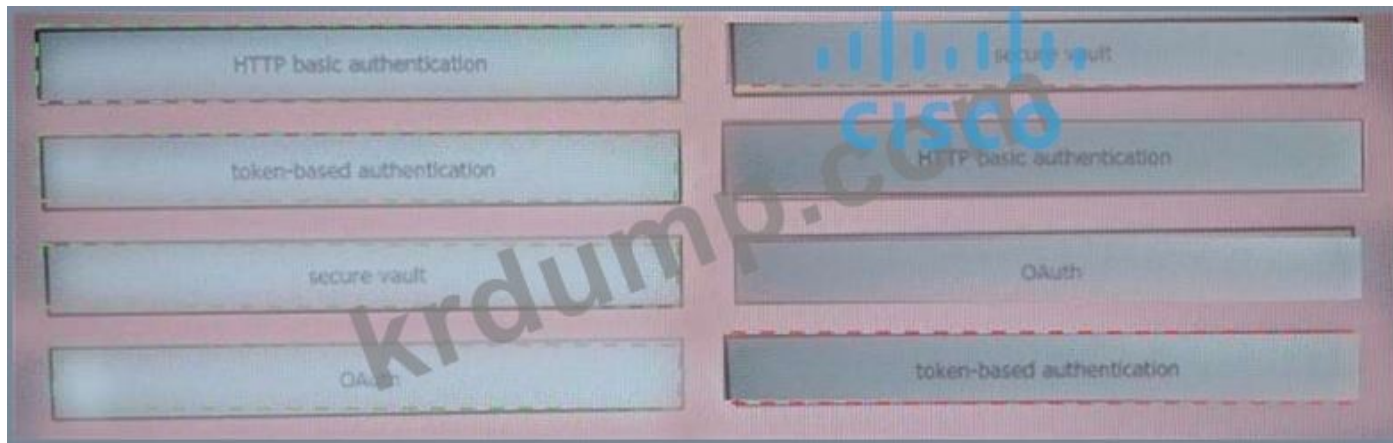 HTTP basic authentication
secure vault
CISCO
token-based authentication
HTTP basic authentication
krdump.com
secure vault
OAuth
OAuth
token-based authentication